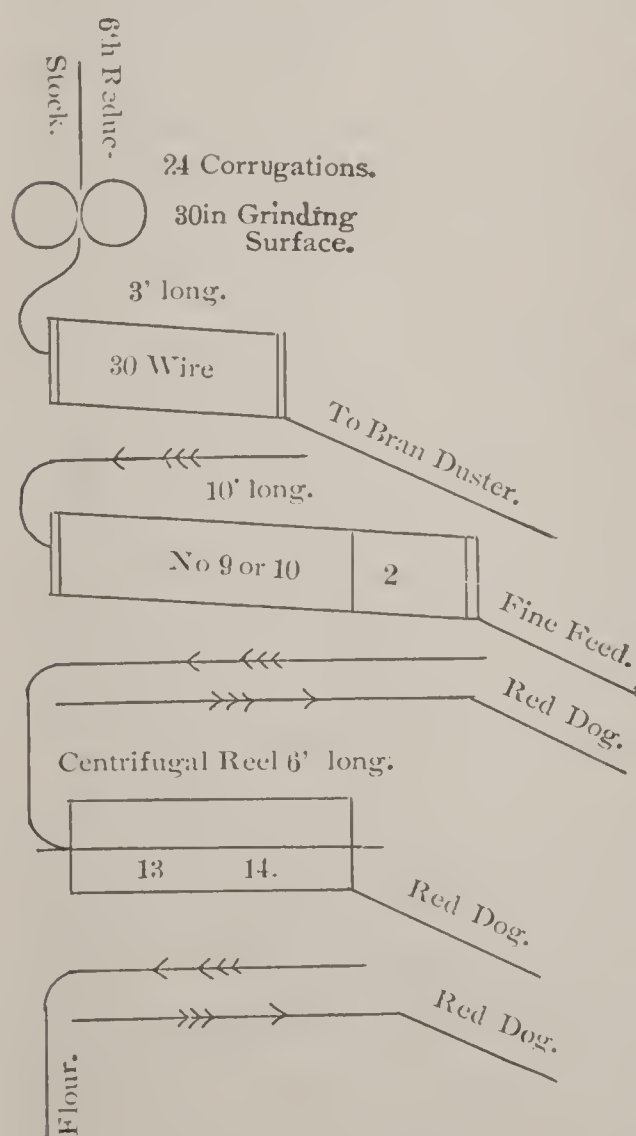 6th Reduc-
Stock.
24 Corrugations.
30in Grinding
Surface.
3' long.
30 Wire
To Bran Duster.
10' long.
No 9 or 10
2
Fine Feed.
Red Dog.
Centrifugal Reel 6' long.
13 14.
Red Dog.
Red Dog.
Flour.